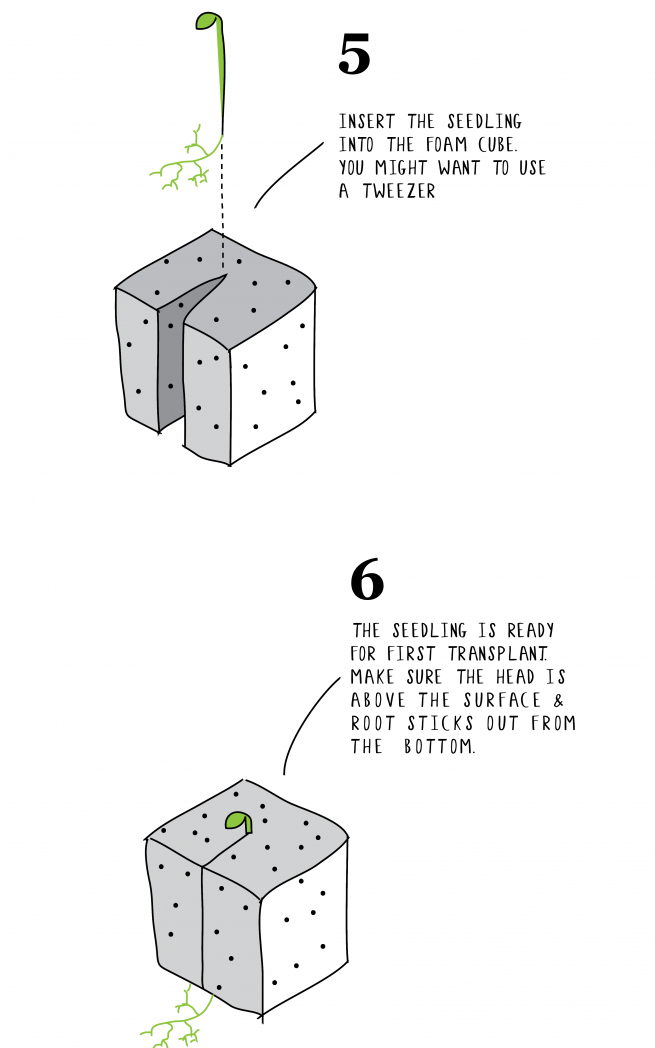 5
INSERT THE SEEDLING
INTO THE FOAM CUBE.
YOU MIGHT WANT TO USE
A TWEEZER
6
THE SEEDLING IS READY
FOR FIRST TRANSPLANT.
MAKE SURE THE HEAD IS
ABOVE THE SURFACE &
ROOT STICKS OUT FROM
THE BOTTOM.